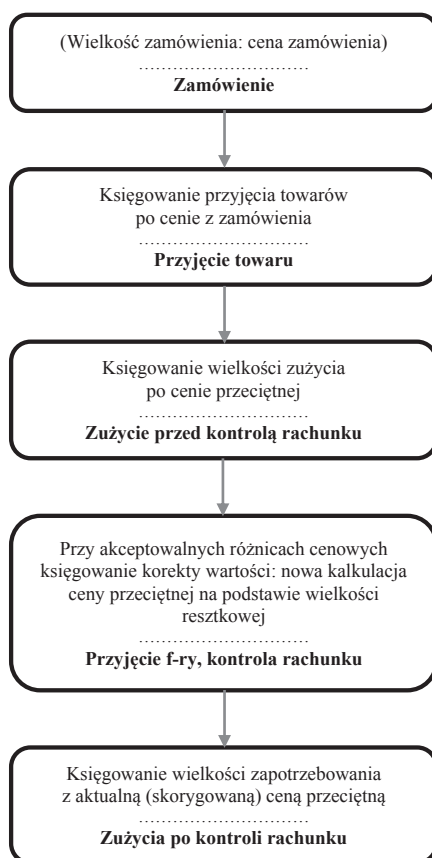 (Wielkość zamówienia: cena zamówienia)
................................
Zamówienie
Księgowanie przyjęcia towarów
po cenie z zamówienia
................................
Przyjęcie towaru
Księgowanie wielkości zużycia
po cenie przeciętnej
................................
Zużycie przed kontrolą rachunku
Przy akceptowalnych różnicach cenowych
księgowanie korekty wartości: nowa kalkulacja
ceny przeciętnej na podstawie wielkości
resztkowej
................................
Przyjęcie f-ry, kontrola rachunku
Księgowanie wielkości zapotrzebowania
z aktualną (skorygowaną) ceną przeciętną
................................
Zużycia po kontroli rachunku